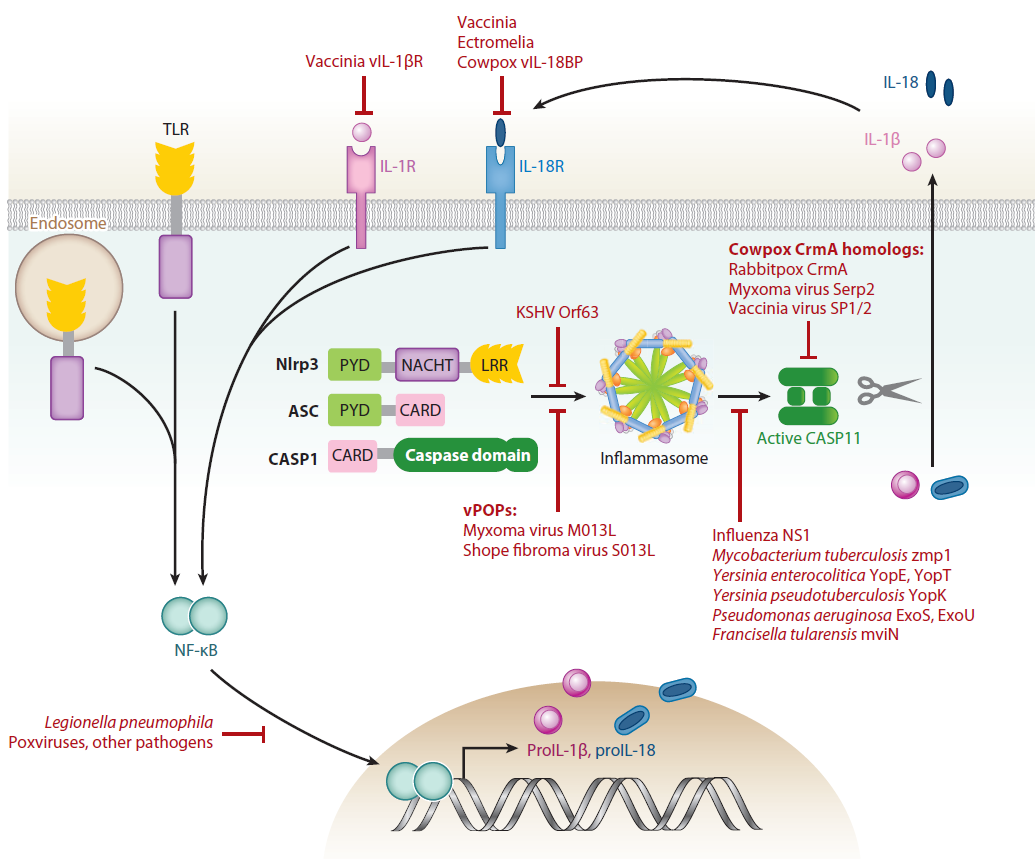 Vaccinia
Ectromelia
Cowpox vIL-18BP
Vaccinia vIL-1βR
IL-18
TLR
IL-1β
IL-1R
IL-18R
Endosome
Cowpox CrmA homologs:
Rabbitpox CrmA
Myxoma virus Serp2
Vaccinia virus SP1/2
KSHV Orf63
Nlrp3
PYD
NACHT
LRR
ASC
PYD
CARD
CASP1
CARD
Caspase domain
Inflammasome
Active CASP11
vPOPs:
Myxoma virus M013L
Shope fibroma virus S013L
Influenza NS1
Mycobacterium tuberculosis zmp1
Yersinia enterocolitica YopE, YopT
Yersinia pseudotuberculosis YopK
Pseudomonas aeruginosa ExoS, ExoU
Francisella tularensis mviN
NF-κB
Legionella pneumophila
Poxviruses, other pathogens
ProIL-1β, proIL-18